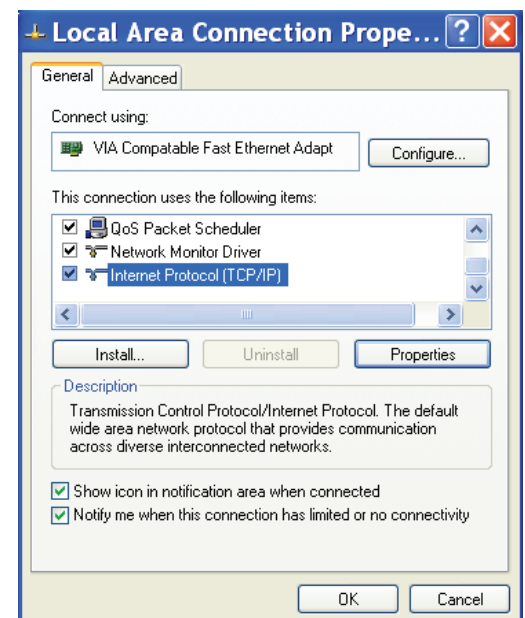 Local Area Connection Prope...
General Advanced
Connect using:
VIA Compatable Fast Ethernet Adapt
Configure...
This connection uses the following items:
QoS Packet Scheduler
Network Monitor Driver
Internet Protocol (TCP/IP)
Install... Uninstall Properties
Description
Transmission Control Protocol/Internet Protocol. The default
wide area network protocol that provides communication
across diverse interconnected networks.
Show icon in notification area when connected
Notify me when this connection has limited or no connectivity
OK Cancel